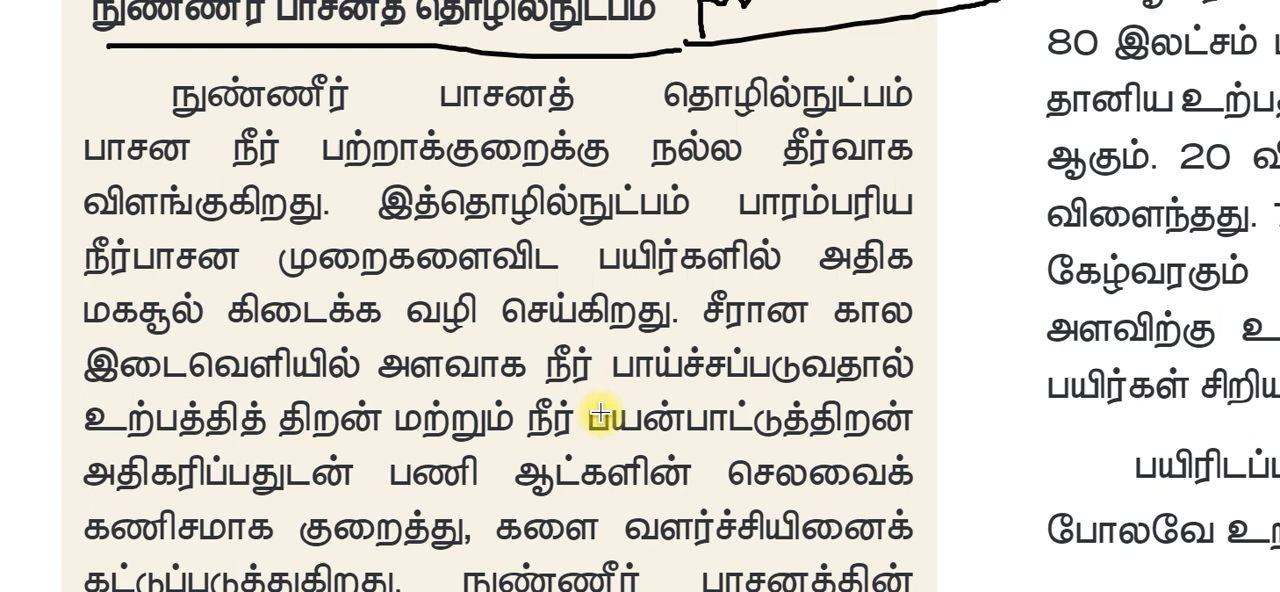 நுண்ணீர் பாசனத் தொழில்நுட்பம்
நுண்ணீர் பாசனத் தொழில்நுட்பம்
பாசன நீர் பற்றாக்குறைக்கு நல்ல தீர்வாக
விளங்குகிறது. இத்தொழில்நுட்பம் பாரம்பரிய
நீர்பாசன முறைகளைவிட பயிர்களில் அதிக
மகசூல் கிடைக்க வழி செய்கிறது. சீரான கால
இடைவெளியில் அளவாக நீர் பாய்ச்சப்படுவதால்
உற்பத்தித் திறன் மற்றும் நீர் பயன்பாட்டுத்திறன்
அதிகரிப்பதுடன் பணி ஆட்களின் செலவைக்
கணிசமாக குறைத்து, களை வளர்ச்சியினைக்
கட்டுப்படுத்துகிறது. நுண்ணீர் பாசனத்தின்
80 இலட்சம்
தானிய
ஆகும். 20
விளைந்தது.
கேழ்வரகும்
அளவிற்கு
பயிர்கள்
போலவே